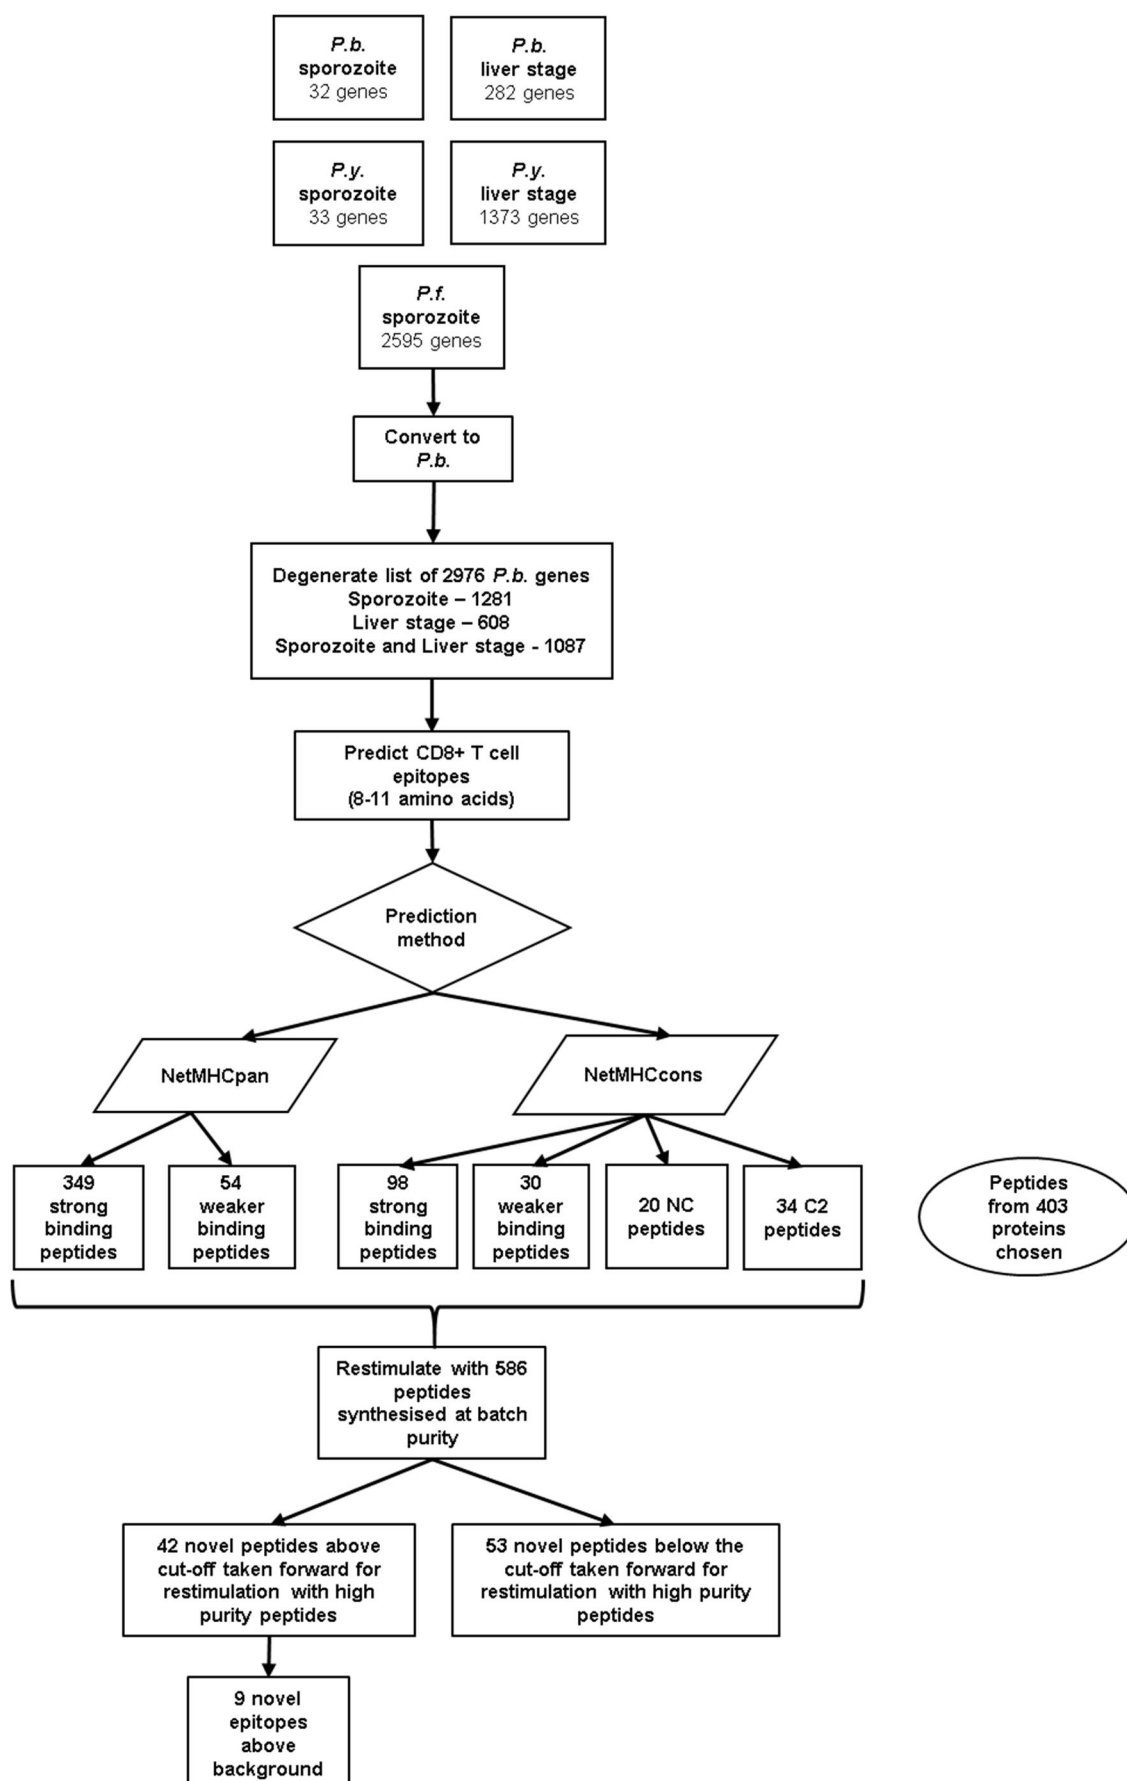 P.b.
sporozoite
32 genes
P.b.
liver stage
282 genes
P.y.
sporozoite
33 genes
P.y.
liver stage
1373 genes
P.f.
sporozoite
2595 genes
Convert to
P.b.
Degenerate list of 2976 P.b. genes
Sporozoite – 1281
Liver stage – 608
Sporozoite and Liver stage - 1087
Predict CD8+ T cell
epitopes
(8-11 amino acids)
Prediction
method
NetMHCpan
NetMHCcons
349
strong
binding
peptides
54
weaker
binding
peptides
98
strong
binding
peptides
30
weaker
binding
peptides
20 NC
peptides
34 C2
peptides
Peptides
from 403
proteins
chosen
Restimulate with 586
peptides
synthesised at batch
purity
42 novel peptides above
cut-off taken forward for
restimulation with high
purity peptides
53 novel peptides below the
cut-off taken forward for
restimulation with high purity
peptides
9 novel
epitopes
above
background